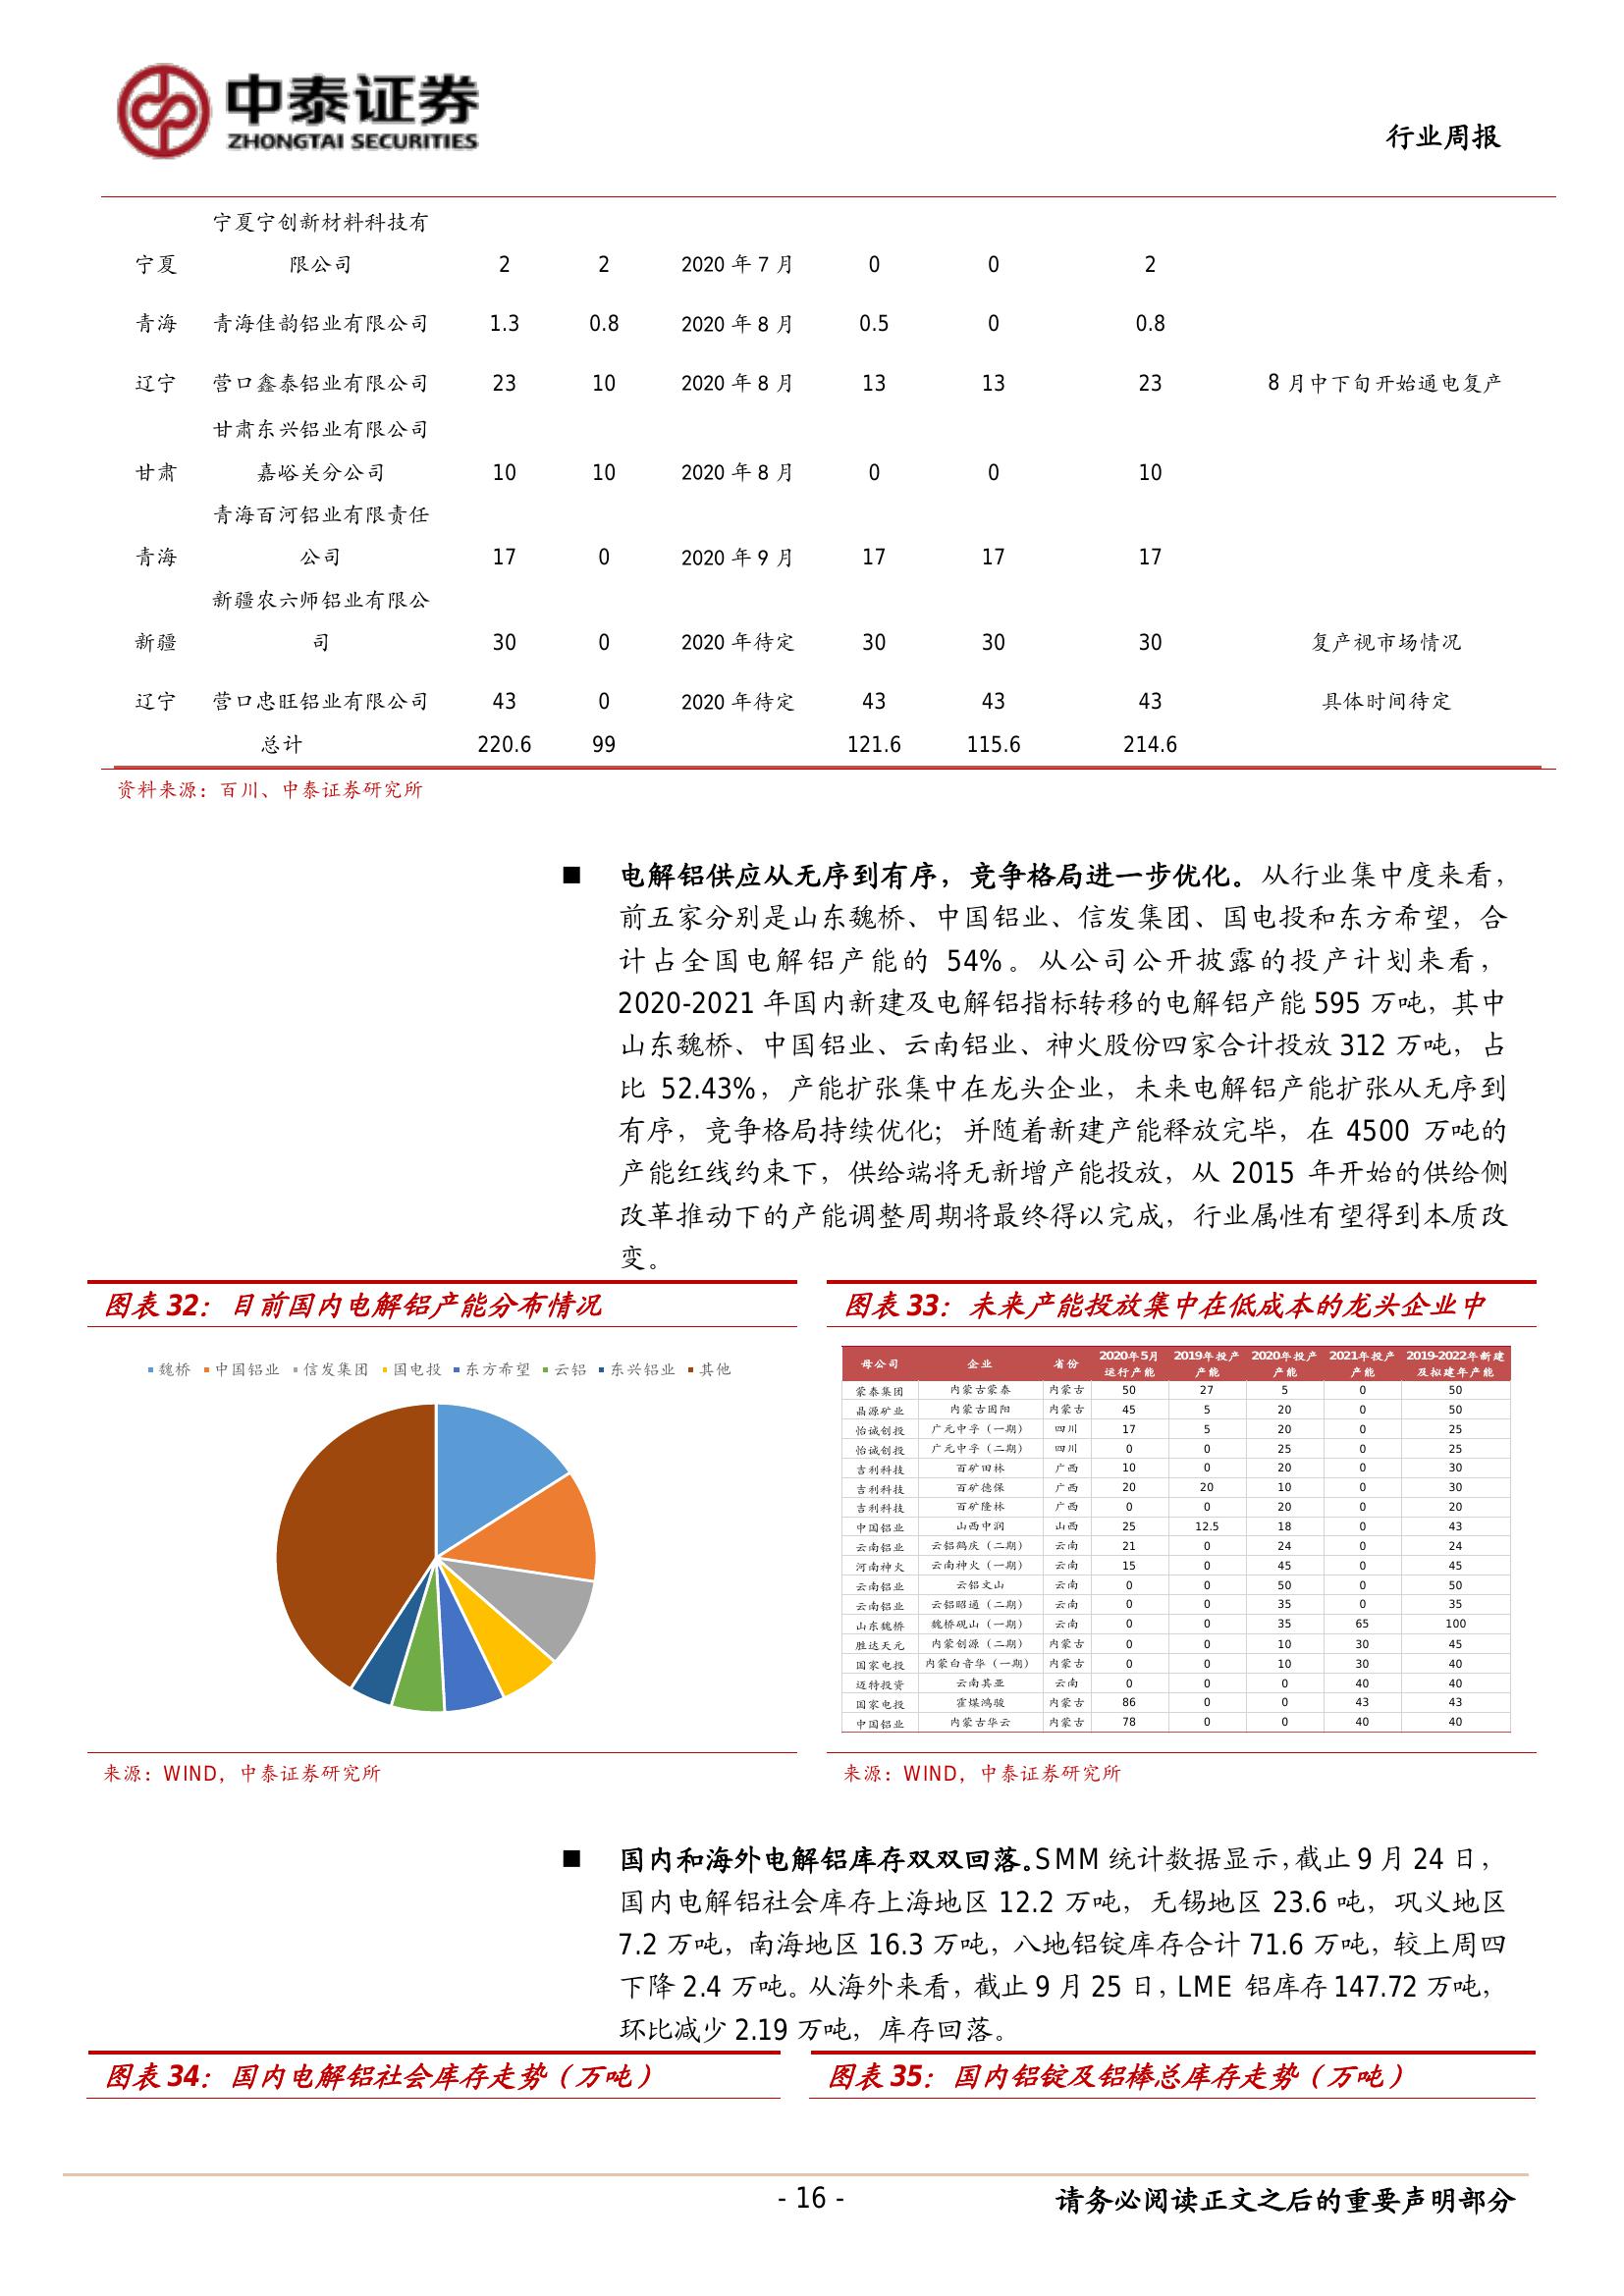 中泰证券
ZHONGTAI SECURITIES
行业周报
宁夏 宁夏宁创新材料科技有限公司 2 2 2020 年 7 月 0 0 2
青海 青海佳韵铝业有限公司 1.3 0.8 2020 年 8 月 0.5 0 0.8
辽宁 营口鑫泰铝业有限公司 23 10 2020 年 8 月 13 13 23 8 月中下旬开始通电复产
甘肃 甘肃东兴铝业有限公司嘉峪关分公司 10 10 2020 年 8 月 0 0 10
青海 青海百河铝业有限责任公司 17 0 2020 年 9 月 17 17 17
新疆 新疆农六师铝业有限公司 30 0 2020 年待定 30 30 30 复产视市场情况
辽宁 营口忠旺铝业有限公司 43 0 2020 年待定 43 43 43 具体时间待定
总计 220.6 99 121.6 115.6 214.6
资料来源：百川、中泰证券研究所
■ 电解铝供应从无序到有序，竞争格局进一步优化。从行业集中度来看，
前五家分别是山东魏桥、中国铝业、信发集团、国电投和东方希望，合
计占全国电解铝产能的 54%。从公司公开披露的投产计划来看，
2020-2021 年国内新建及电解铝指标转移的电解铝产能 595 万吨，其中
山东魏桥、中国铝业、云南铝业、神火股份四家合计投放 312 万吨，占
比 52.43%，产能扩张集中在龙头企业，未来电解铝产能扩张从无序到
有序，竞争格局持续优化；并随着新建产能释放完毕，在 4500 万吨的
产能红线约束下，供给端将无新增产能投放，从 2015 年开始的供给侧
改革推动下的产能调整周期将最终得以完成，行业属性有望得到本质改
变。
图表 32：目前国内电解铝产能分布情况
魏桥 中国铝业 信发集团 国电投 东方希望 云铝 东兴铝业 其他
来源：WIND，中泰证券研究所
图表 33：未来产能投放集中在低成本的龙头企业中
母公司 企业 省份 2020年5月运行产能 2019年投产产能 2020年投产产能 2021年投产产能 2019-2022年新建及拟建年产能
蒙泰集团 内蒙古蒙泰 内蒙古 50 27 5 0 50
晶源矿业 内蒙古固阳 内蒙古 45 5 20 0 50
怡诚创投 广元中孚（一期） 四川 17 5 20 0 25
怡诚创投 广元中孚（二期） 四川 0 0 25 0 25
吉利科技 百矿田林 广西 10 0 20 0 30
吉利科技 百矿德保 广西 20 20 10 0 30
吉利科技 百矿隆林 广西 0 0 20 0 20
中国铝业 山西中润 山西 25 12.5 18 0 43
云南铝业 云铝鹤庆（二期） 云南 21 0 24 0 24
河南神火 云南神火（一期） 云南 15 0 45 0 45
云南铝业 云铝文山 云南 0 0 50 0 50
云南铝业 云铝昭通（二期） 云南 0 0 35 0 35
山东魏桥 魏桥砚山（一期） 云南 0 0 35 65 100
胜达天元 内蒙创源（二期） 内蒙古 0 0 10 30 45
国家电投 内蒙白音华（一期） 内蒙古 0 0 10 30 40
迈特投资 云南其亚 云南 0 0 0 40 40
国家电投 霍煤鸿骏 内蒙古 86 0 0 43 43
中国铝业 内蒙古华云 内蒙古 78 0 0 40 40
来源：WIND，中泰证券研究所
■ 国内和海外电解铝库存双双回落。SMM 统计数据显示，截止 9 月 24 日，
国内电解铝社会库存上海地区 12.2 万吨，无锡地区 23.6 吨，巩义地区
7.2 万吨，南海地区 16.3 万吨，八地铝锭库存合计 71.6 万吨，较上周四
下降 2.4 万吨。从海外来看，截止 9 月 25 日，LME 铝库存 147.72 万吨，
环比减少 2.19 万吨，库存回落。
图表 34：国内电解铝社会库存走势（万吨）
图表 35：国内铝锭及铝棒总库存走势（万吨）
- 16 -
请务必阅读正文之后的重要声明部分